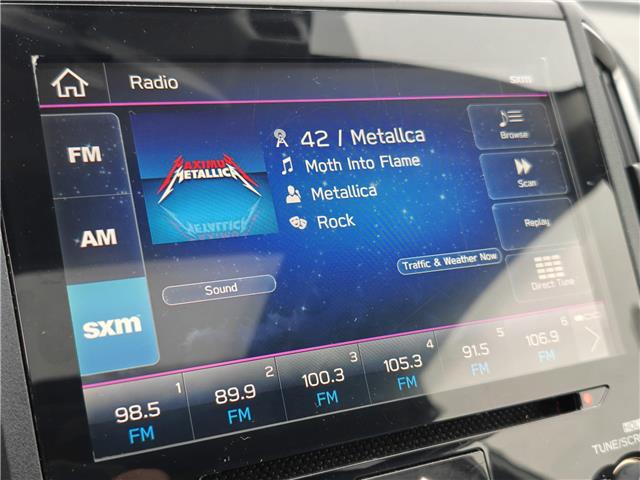 Radio
sxm
FM
AM
sxm
MAXIMUM
METALLICA
42 / Metallca
Moth Into Flame
Metallica
Rock
Browse
Scan
Replay
Direct Tune
Traffic & Weather Now
Sound
1 2 3 4 5 6
98.5 89.9 100.3 105.3 91.5 106.9
FM FM FM FM FM FM
TUNE/SCR